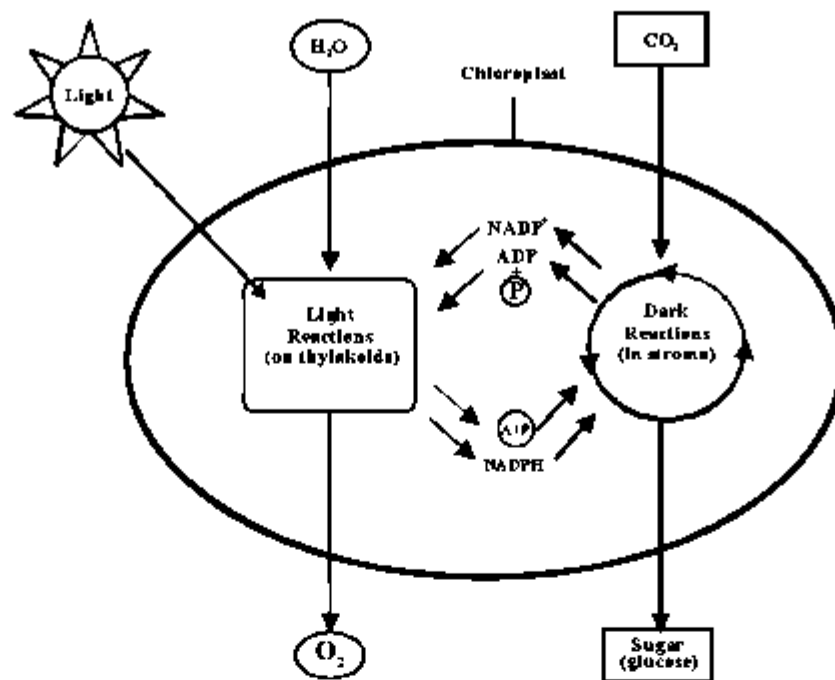 Light
H₂O
CO₂
Chloroplast
NADP⁺
ADP
+
P
Light
Reactions
(on thylakoids)
Dark
Reactions
(in stroma)
ATP
NADPH
O₂
Sugar
(glucose)